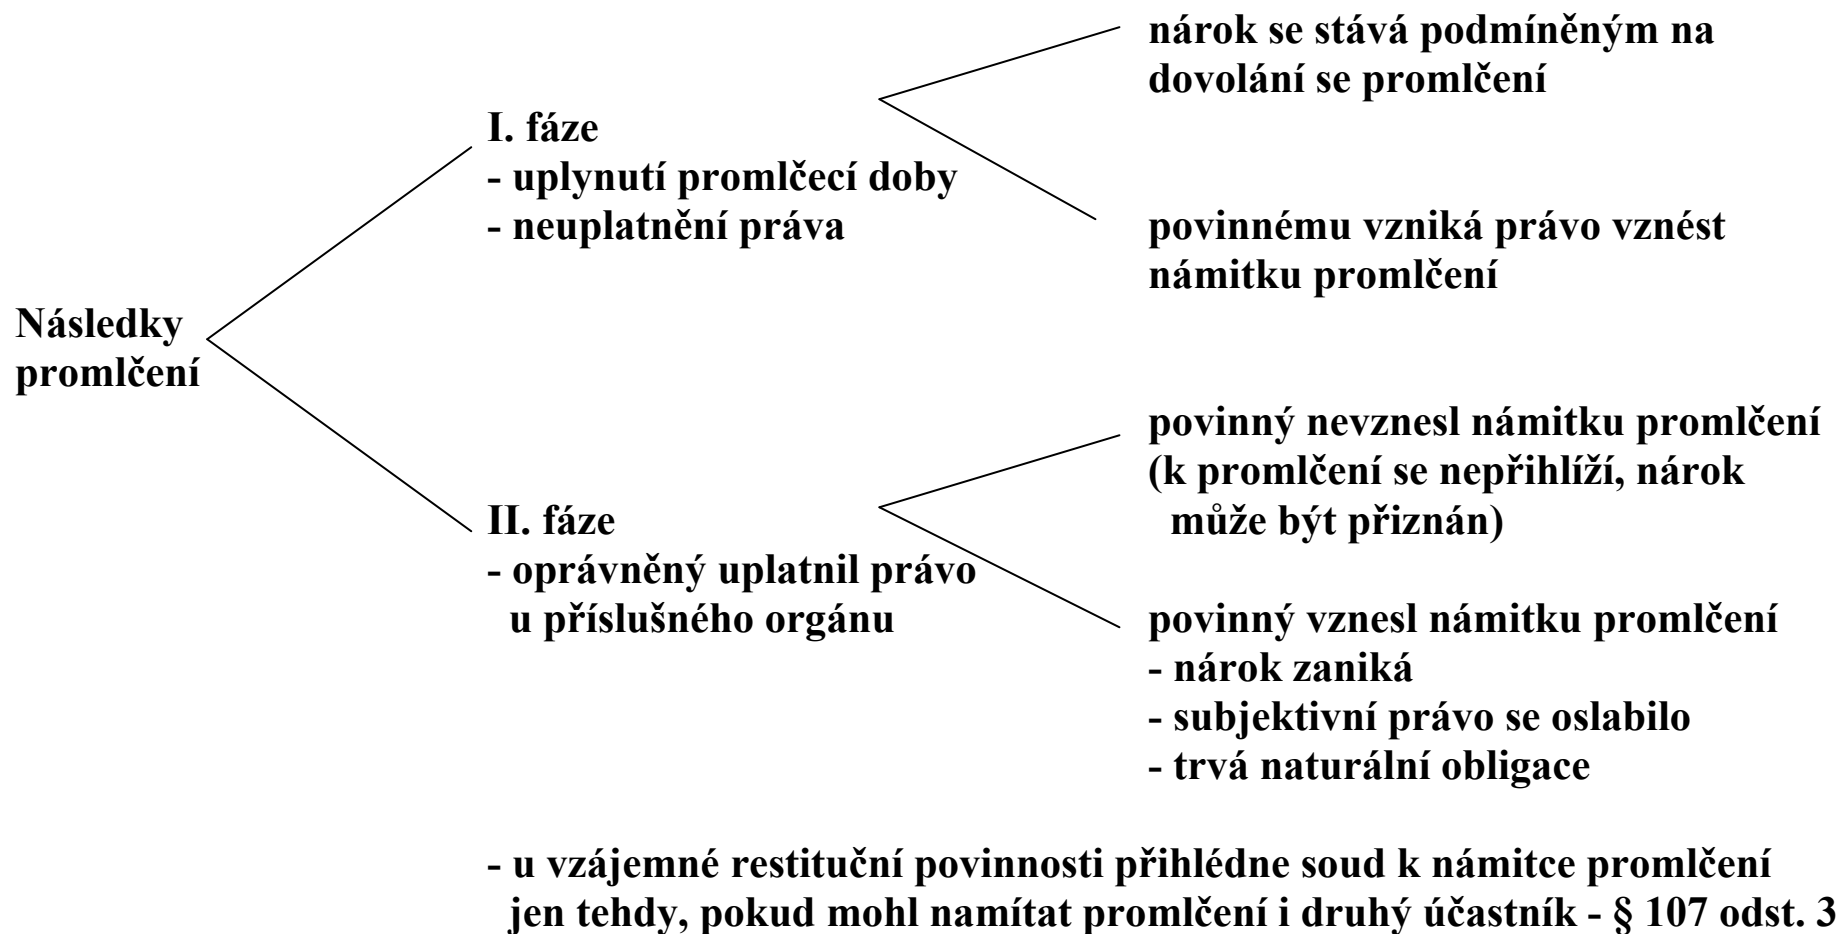 Následky
promlčení
I. fáze
- uplynutí promlčecí doby
- neuplatnění práva
nárok se stává podmíněným na
dovolání se promlčení
povinnému vzniká právo vznést
námitku promlčení
II. fáze
- oprávněný uplatnil právo
u příslušného orgánu
povinný nevznesl námitku promlčení
(k promlčení se nepřihlíží, nárok
může být přiznán)
povinný vznesl námitku promlčení
- nárok zaniká
- subjektivní právo se oslabilo
- trvá naturální obligace
- u vzájemné restituční povinnosti přihlédne soud k námitce promlčení
jen tehdy, pokud mohl namítat promlčení i druhý účastník - § 107 odst. 3